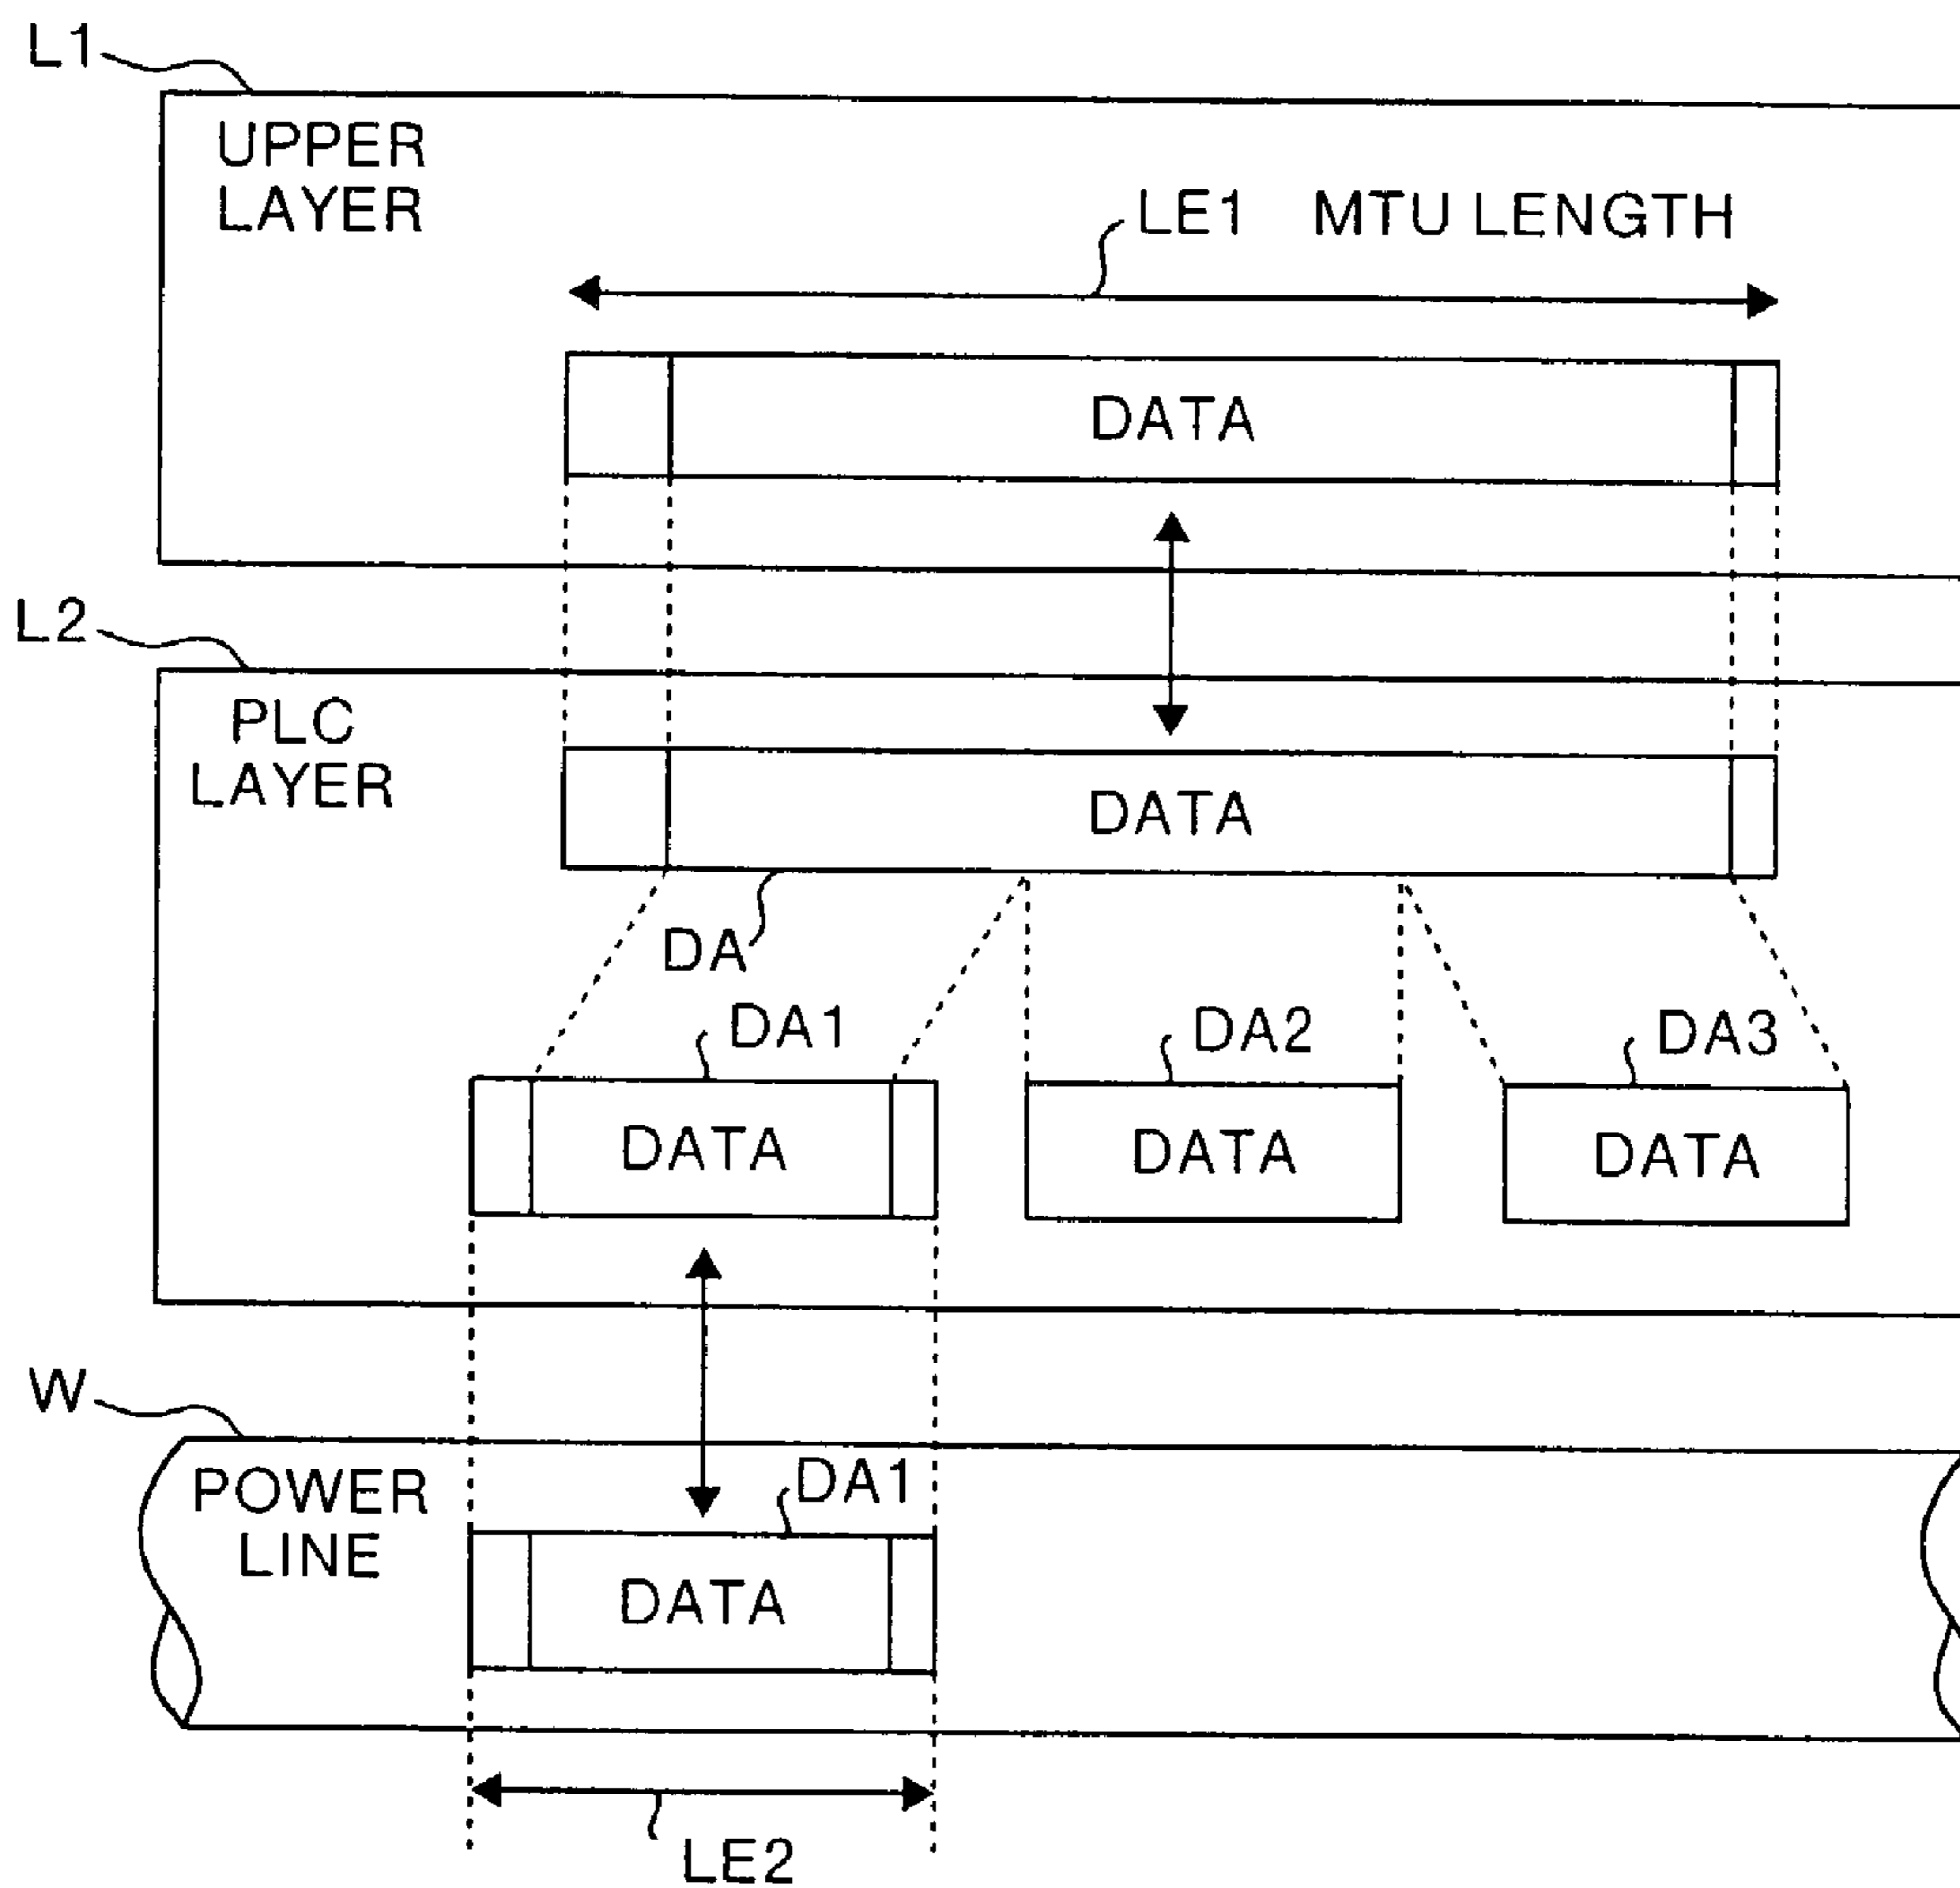 L1
UPPER
LAYER
LE1 MTU LENGTH
DATA
L2
PLC
LAYER
DATA
DA
DA1
DA2
DA3
DATA
DATA
DATA
W
POWER
LINE
DA1
DATA
LE2